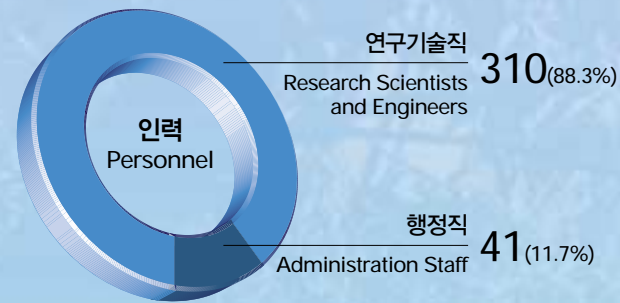 인력
Personnel
연구기술직
Research Scientists
and Engineers
310(88.3%)
행정직
Administration Staff
41(11.7%)